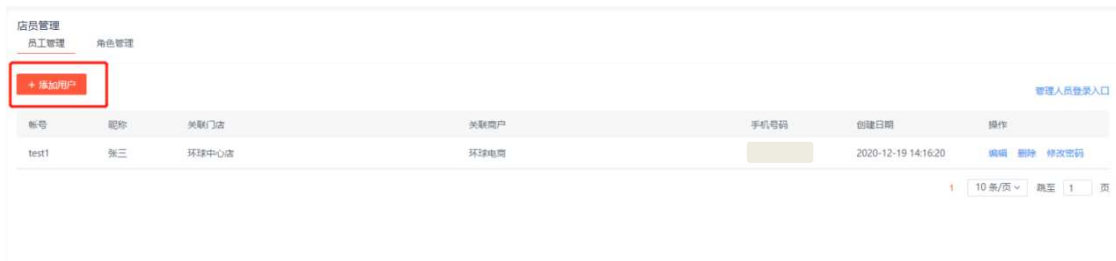 店员管理
员工管理 角色管理
+ 添加用户
管理人员登录入口
帐号 昵称 关联门店 关联商户 手机号码 创建日期 操作
test1 张三 环球中心店 环球电商 2020-12-19 14:16:20 编辑 删除 修改密码
1 10 条/页 跳至 1 页